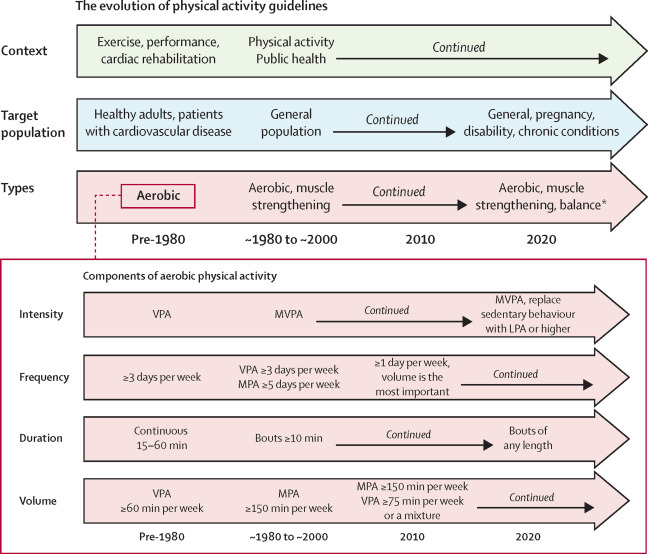 The evolution of physical activity guidelines
Context
Exercise, performance,
cardiac rehabilitation
Physical activity
Public health
Continued
Target
population
Healthy adults, patients
with cardiovascular disease
General
population
Continued
General, pregnancy,
disability, chronic conditions
Types
Aerobic
Aerobic, muscle
strengthening
Continued
Aerobic, muscle
strengthening, balance*
Pre-1980
~1980 to ~2000
2010
2020
Components of aerobic physical activity
Intensity
VPA
MVPA
Continued
MVPA, replace
sedentary behaviour
with LPA or higher
Frequency
≥3 days per week
VPA ≥3 days per week
MPA ≥5 days per week
≥1 day per week,
volume is the
most important
Continued
Duration
Continuous
15–60 min
Bouts ≥10 min
Continued
Bouts of
any length
Volume
VPA
≥60 min per week
MPA
≥150 min per week
MPA ≥150 min per week
VPA ≥75 min per week
or a mixture
Continued
Pre-1980
~1980 to ~2000
2010
2020